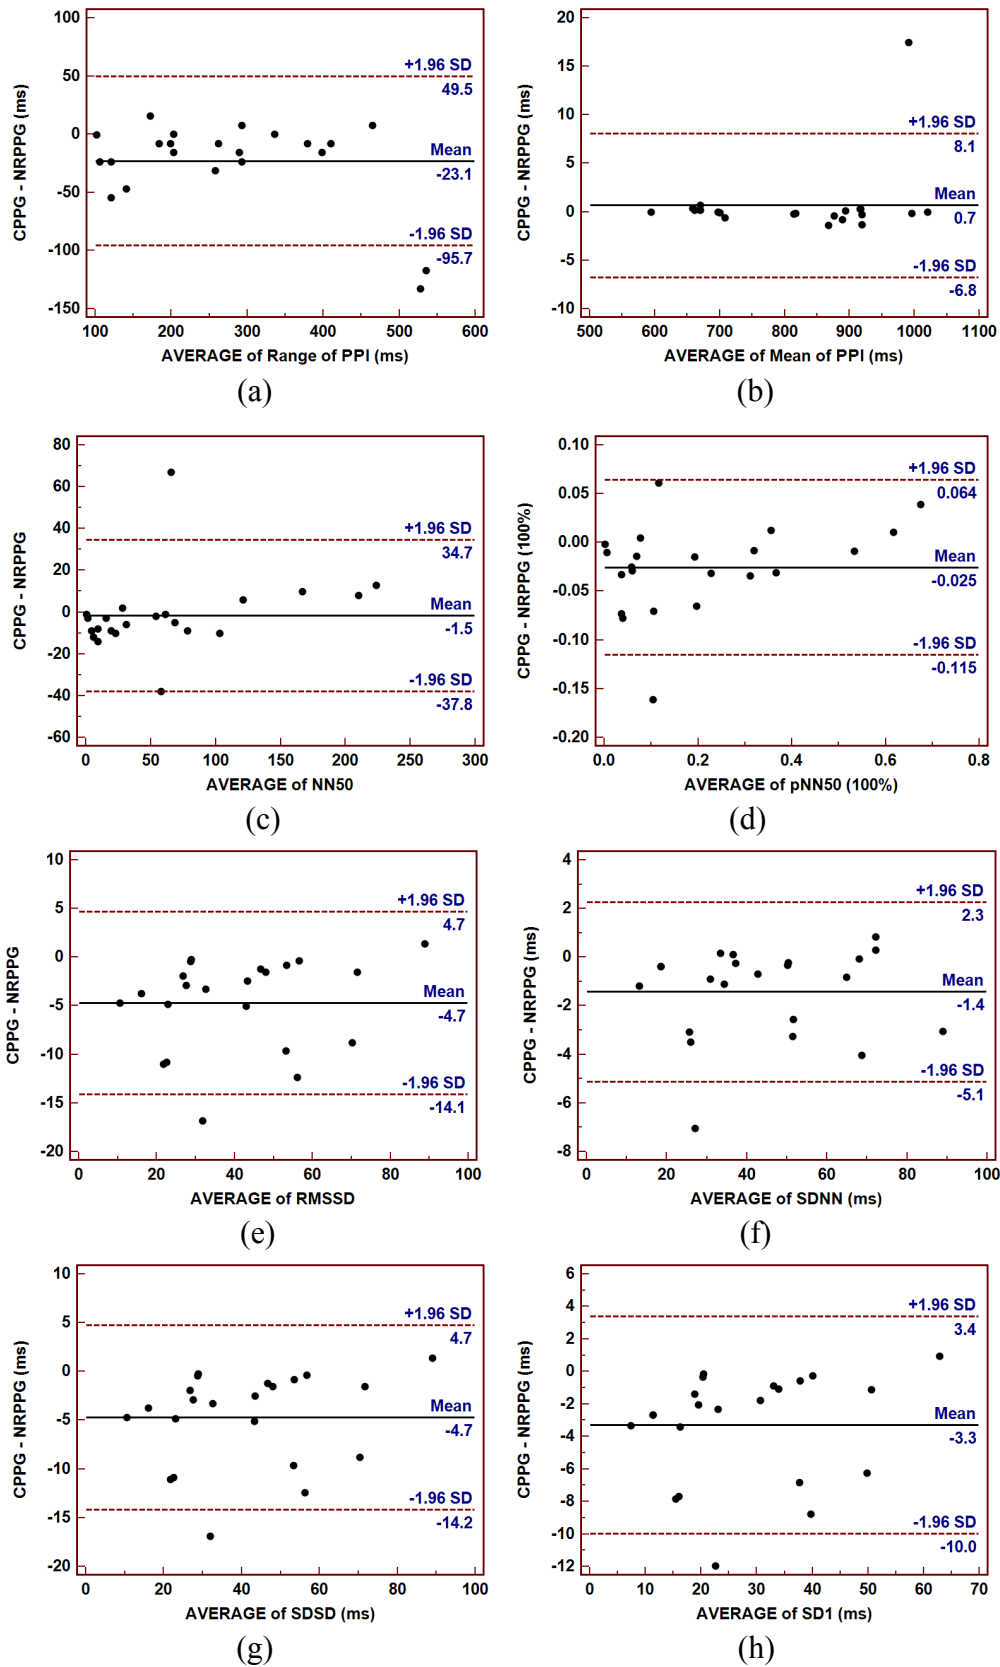 100
50
0
-50
-100
-150
CPPG - NRPPG (ms)
+1.96 SD
49.5
Mean
-23.1
-1.96 SD
-95.7
100 200 300 400 500 600
AVERAGE of Range of PPI (ms)
(a)
20
15
10
5
0
-5
-10
CPPG - NRPPG (ms)
+1.96 SD
8.1
Mean
0.7
-1.96 SD
-6.8
500 600 700 800 900 1000 1100
AVERAGE of Mean of PPI (ms)
(b)
80
60
40
20
0
-20
-40
-60
CPPG - NRPPG
+1.96 SD
34.7
Mean
-1.5
-1.96 SD
-37.8
0 50 100 150 200 250 300
AVERAGE of NN50
(c)
0.10
0.05
0.00
-0.05
-0.10
-0.15
-0.20
CPPG - NRPPG (100%)
+1.96 SD
0.064
Mean
-0.025
-1.96 SD
-0.115
0.0 0.2 0.4 0.6 0.8
AVERAGE of pNN50 (100%)
(d)
10
5
0
-5
-10
-15
-20
CPPG - NRPPG
+1.96 SD
4.7
Mean
-4.7
-1.96 SD
-14.1
0 20 40 60 80 100
AVERAGE of RMSSD
(e)
4
2
0
-2
-4
-6
-8
CPPG - NRPPG (ms)
+1.96 SD
2.3
Mean
-1.4
-1.96 SD
-5.1
0 20 40 60 80 100
AVERAGE of SDNN (ms)
(f)
10
5
0
-5
-10
-15
-20
CPPG - NRPPG (ms)
+1.96 SD
4.7
Mean
-4.7
-1.96 SD
-14.2
0 20 40 60 80 100
AVERAGE of SDSD (ms)
(g)
6
4
2
0
-2
-4
-6
-8
-10
-12
CPPG - NRPPG (ms)
+1.96 SD
3.4
Mean
-3.3
-1.96 SD
-10.0
0 10 20 30 40 50 60 70
AVERAGE of SD1 (ms)
(h)